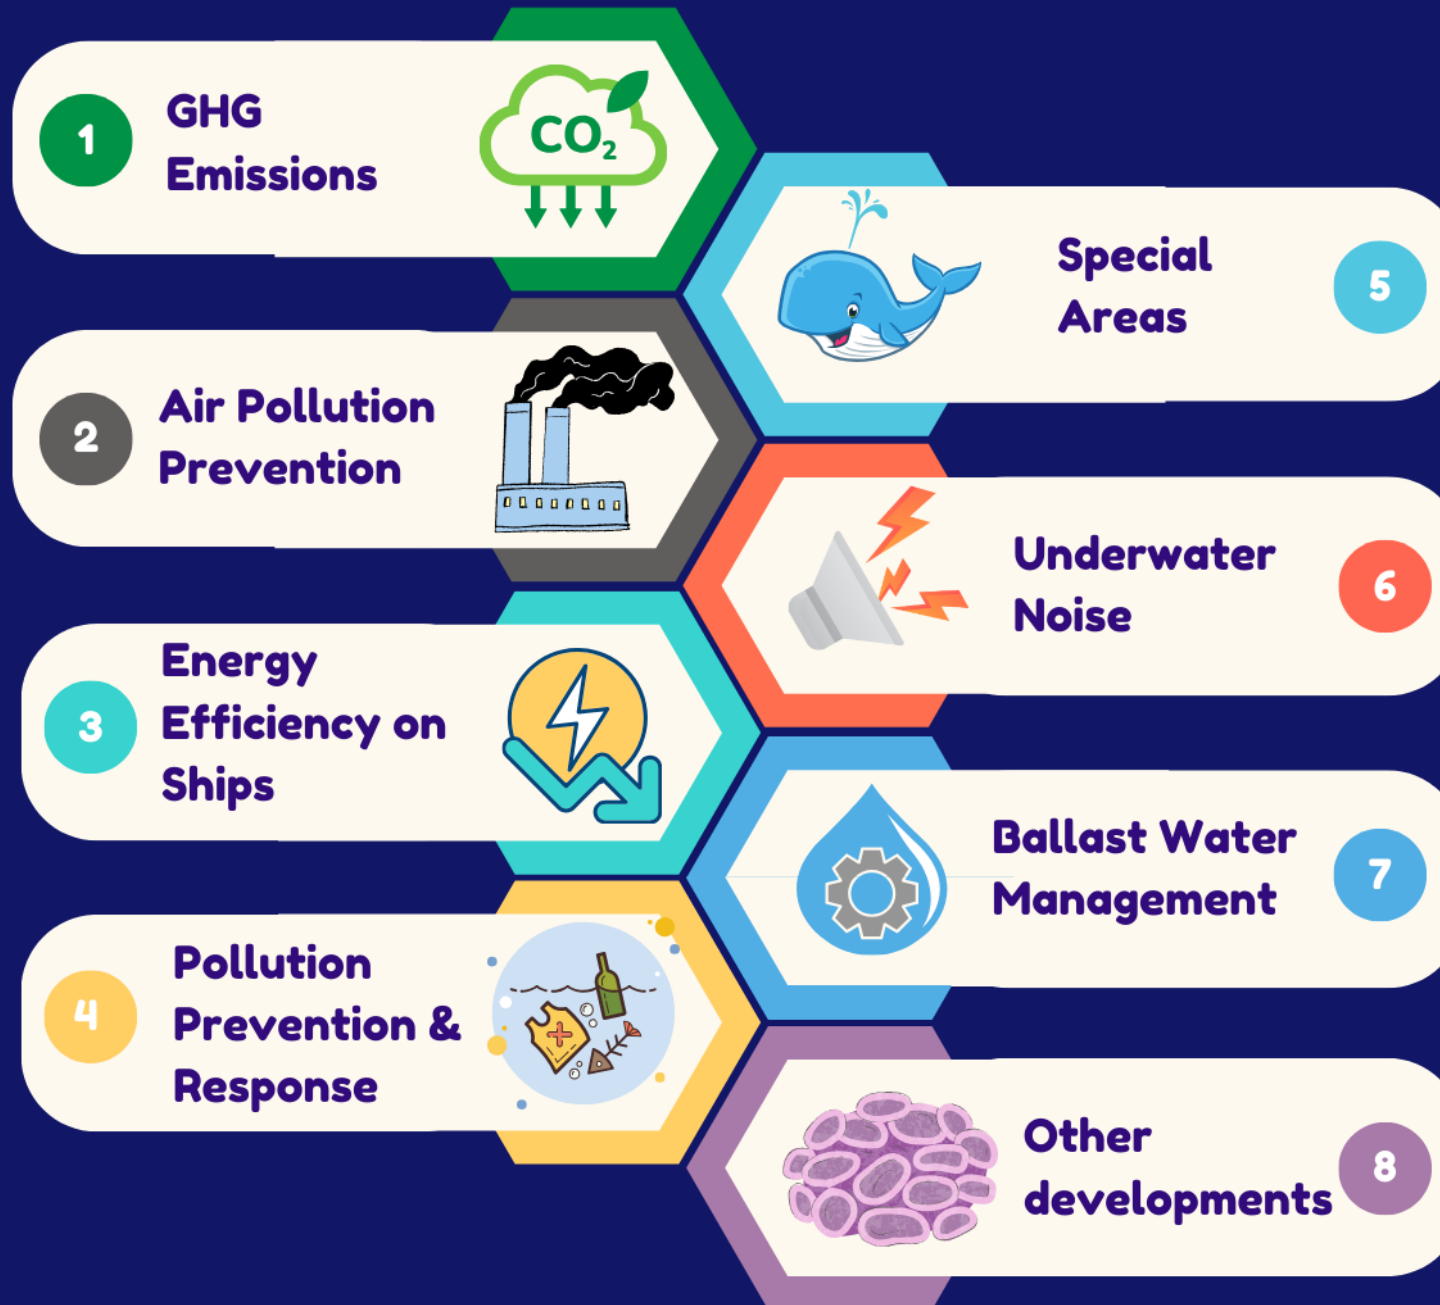 1
GHG
Emissions
CO₂
2
Air Pollution
Prevention
3
Energy
Efficiency on
Ships
4
Pollution
Prevention &
Response
Special
Areas
5
Underwater
Noise
6
Ballast Water
Management
7
Other
developments
8